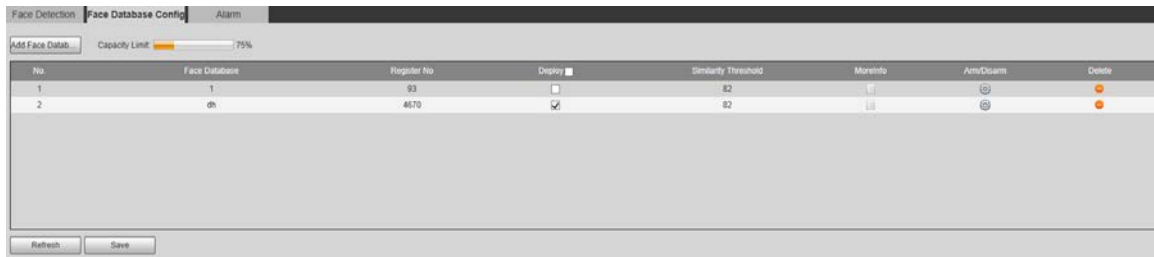 Face Detection Face Database Config Alarm
Add Face Datab... Capacity Limit: 75%
No. Face Database Register No Deploy Similarity Threshold MoreInfo Arm/Disarm Delete
1 1 93 82
2 dh 4670 82
Refresh Save